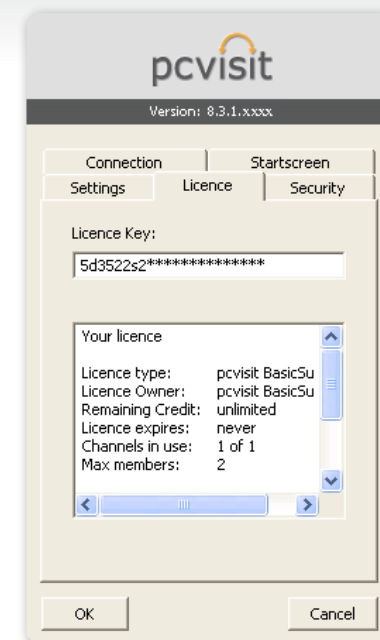 pcvisit
Version: 8.3.1.xxxx
Connection Startscreen
Settings Licence Security
Licence Key:
5d3522s2**************
Your licence
Licence type: pcvisit BasicSu
Licence Owner: pcvisit BasicSu
Remaining Credit: unlimited
Licence expires: never
Channels in use: 1 of 1
Max members: 2
OK Cancel